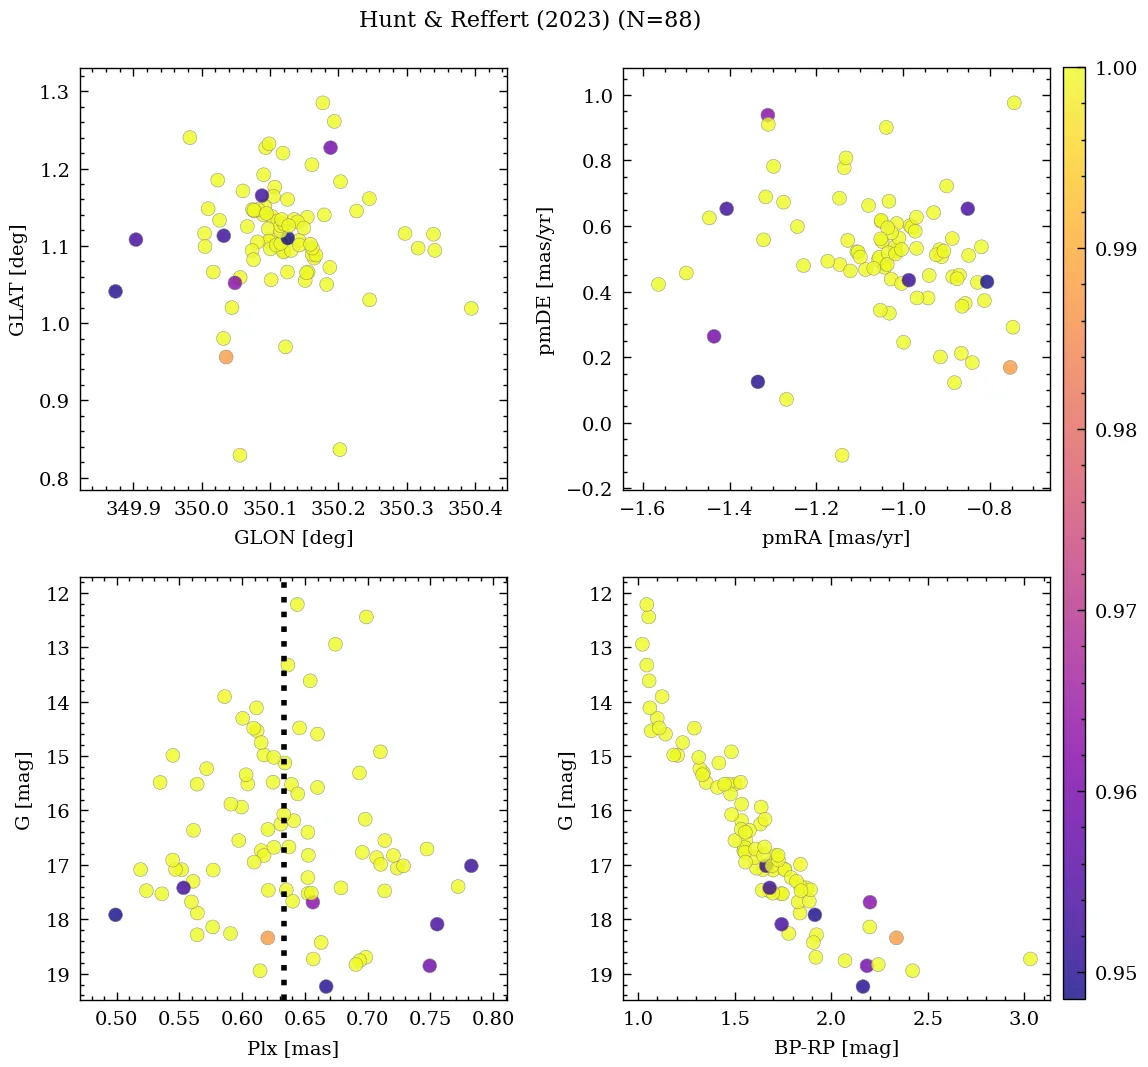 Hunt & Reffert (2023) (N=88)
1.3
1.2
1.1
1.0
0.9
0.8
GLAT [deg]
349.9 350.0 350.1 350.2 350.3 350.4
GLON [deg]
1.0
0.8
0.6
0.4
0.2
0.0
−0.2
pmDE [mas/yr]
−1.6 −1.4 −1.2 −1.0 −0.8
pmRA [mas/yr]
12
13
14
15
16
17
18
19
G [mag]
0.50 0.55 0.60 0.65 0.70 0.75 0.80
Plx [mas]
12
13
14
15
16
17
18
19
G [mag]
1.0 1.5 2.0 2.5 3.0
BP-RP [mag]
1.00
0.99
0.98
0.97
0.96
0.95